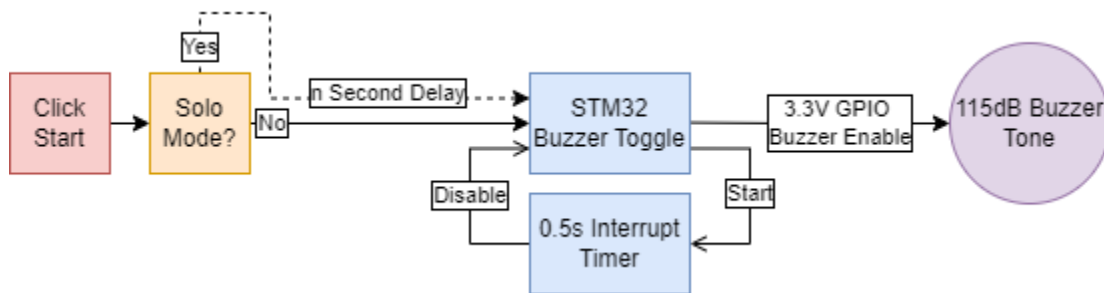 Click
Start
Solo
Mode?
Yes
No
n Second Delay
STM32
Buzzer Toggle
3.3V GPIO
Buzzer Enable
115dB Buzzer
Tone
Disable
Start
0.5s Interrupt
Timer